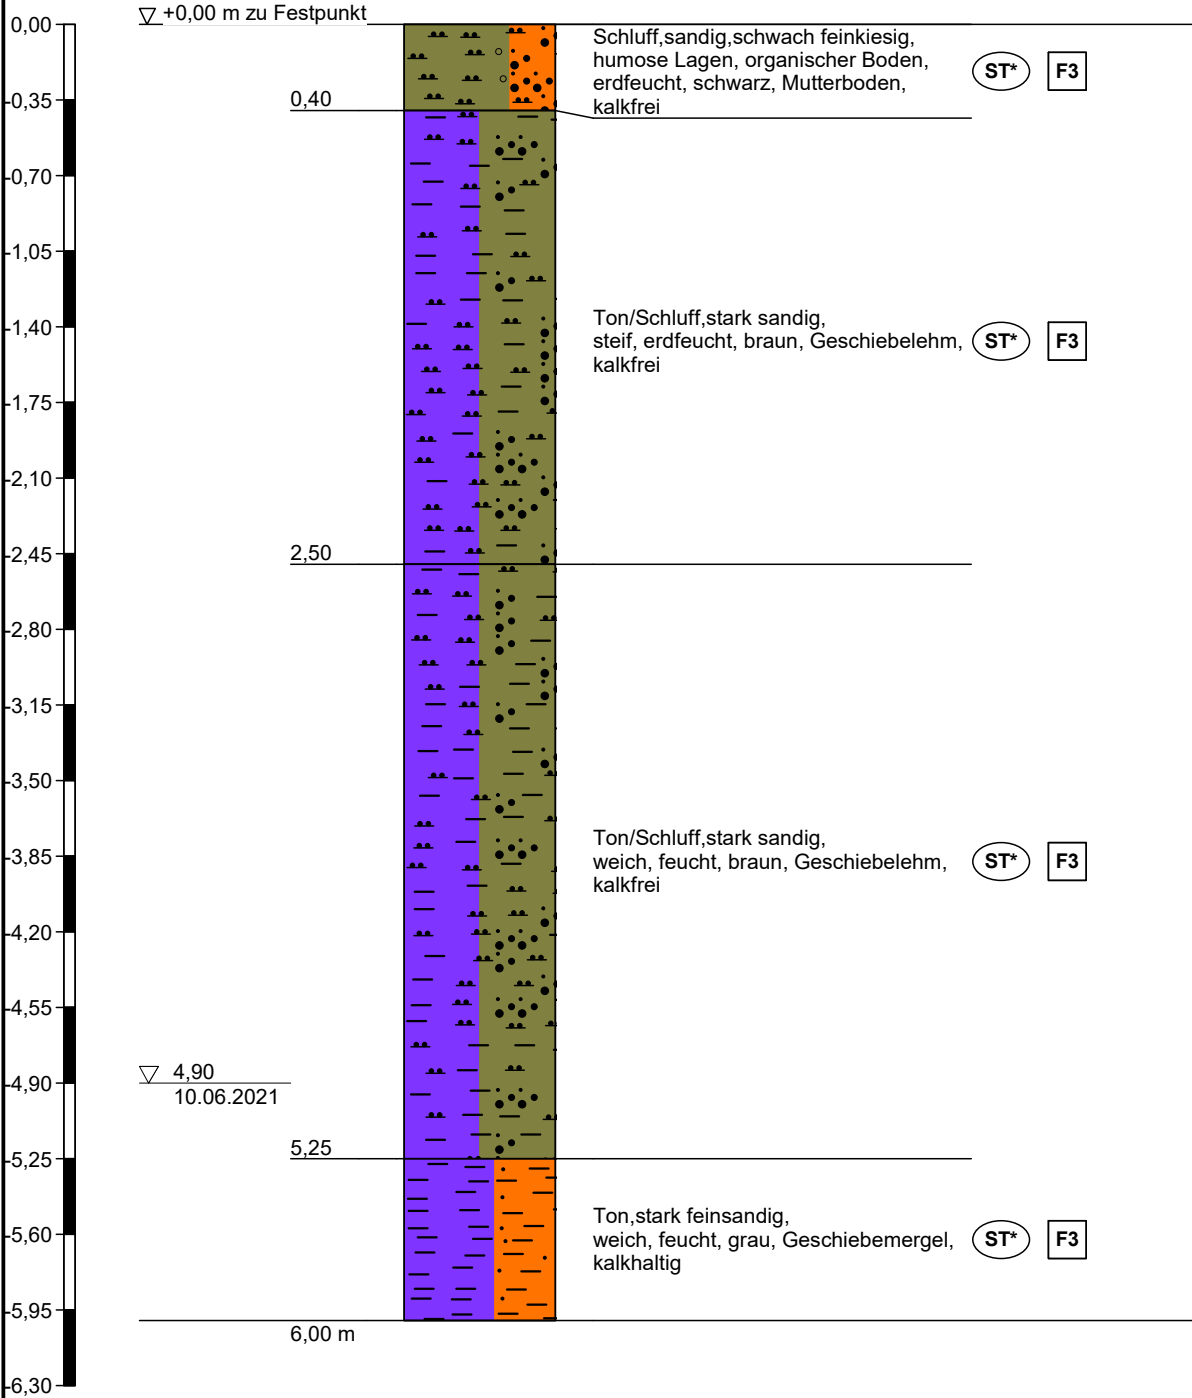 +0,00 m zu Festpunkt
0,00
Schluff,sandig,schwach feinkiesig,
humose Lagen, organischer Boden,
erdfeucht, schwarz, Mutterboden,
kalkfrei
ST*
F3
0,40
-0,35
-0,70
-1,05
-1,40
Ton/Schluff,stark sandig,
steif, erdfeucht, braun, Geschiebelehm,
kalkfrei
ST*
F3
-1,75
-2,10
-2,45
2,50
-2,80
-3,15
-3,50
-3,85
Ton/Schluff,stark sandig,
weich, feucht, braun, Geschiebelehm,
kalkfrei
ST*
F3
-4,20
-4,55
-4,90
4,90
10.06.2021
5,25
-5,25
-5,60
Ton,stark feinsandig,
weich, feucht, grau, Geschiebemergel,
kalkhaltig
ST*
F3
-5,95
6,00 m
-6,30